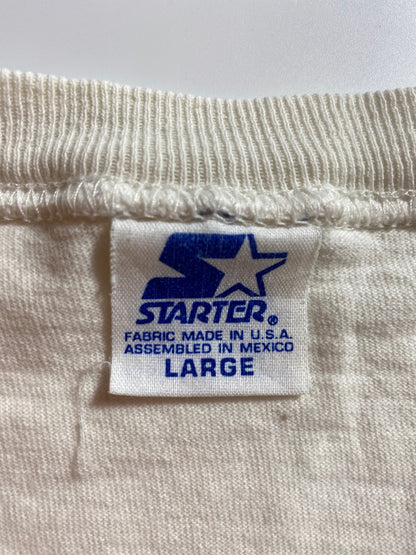 STARTER®
FABRIC MADE IN U.S.A.
ASSEMBLED IN MEXICO
LARGE